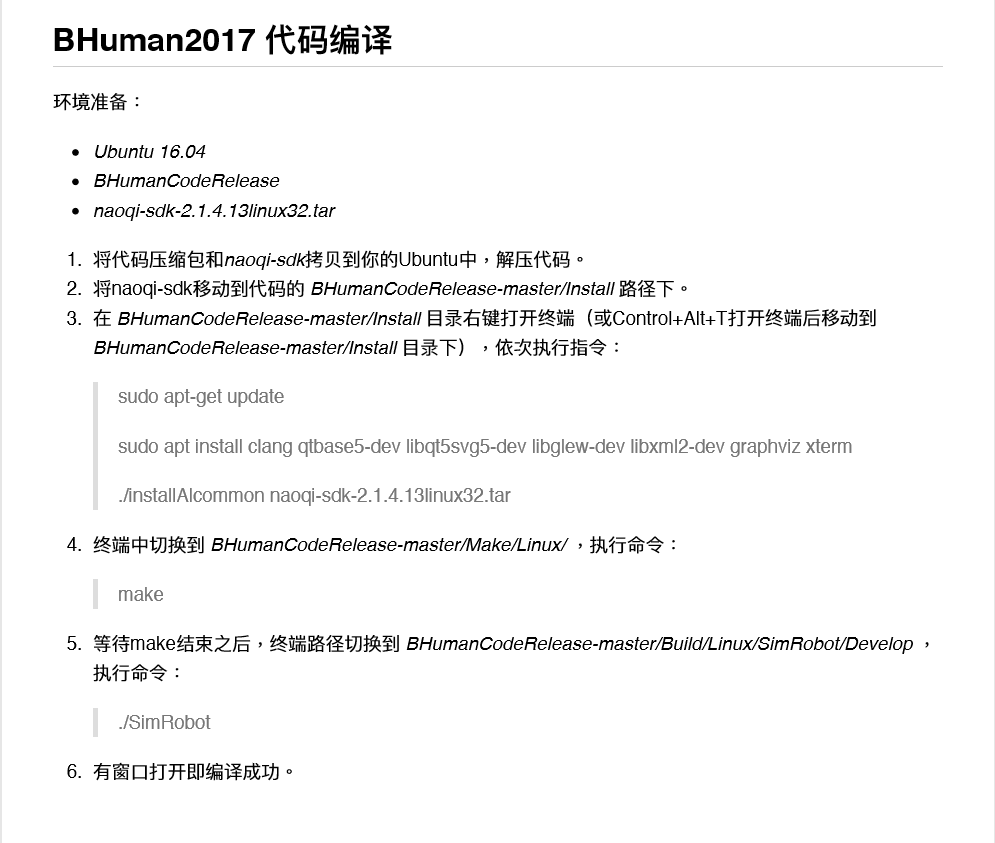 BHuman2017 代码编译
环境准备：
• Ubuntu 16.04
• BHumanCodeRelease
• naoqi-sdk-2.1.4.13linux32.tar
1. 将代码压缩包和naoqi-sdk拷贝到你的Ubuntu中，解压代码。
2. 将naoqi-sdk移动到代码的 BHumanCodeRelease-master/Install 路径下。
3. 在 BHumanCodeRelease-master/Install 目录右键打开终端（或Control+Alt+T打开终端后移动到
BHumanCodeRelease-master/Install 目录下），依次执行指令：
sudo apt-get update
sudo apt install clang qtbase5-dev libqt5svg5-dev libglew-dev libxml2-dev graphviz xterm
./installAlcommon naoqi-sdk-2.1.4.13linux32.tar
4. 终端中切换到 BHumanCodeRelease-master/Make/Linux/ ，执行命令：
make
5. 等待make结束之后，终端路径切换到 BHumanCodeRelease-master/Build/Linux/SimRobot/Develop ，
执行命令：
./SimRobot
6. 有窗口打开即编译成功。